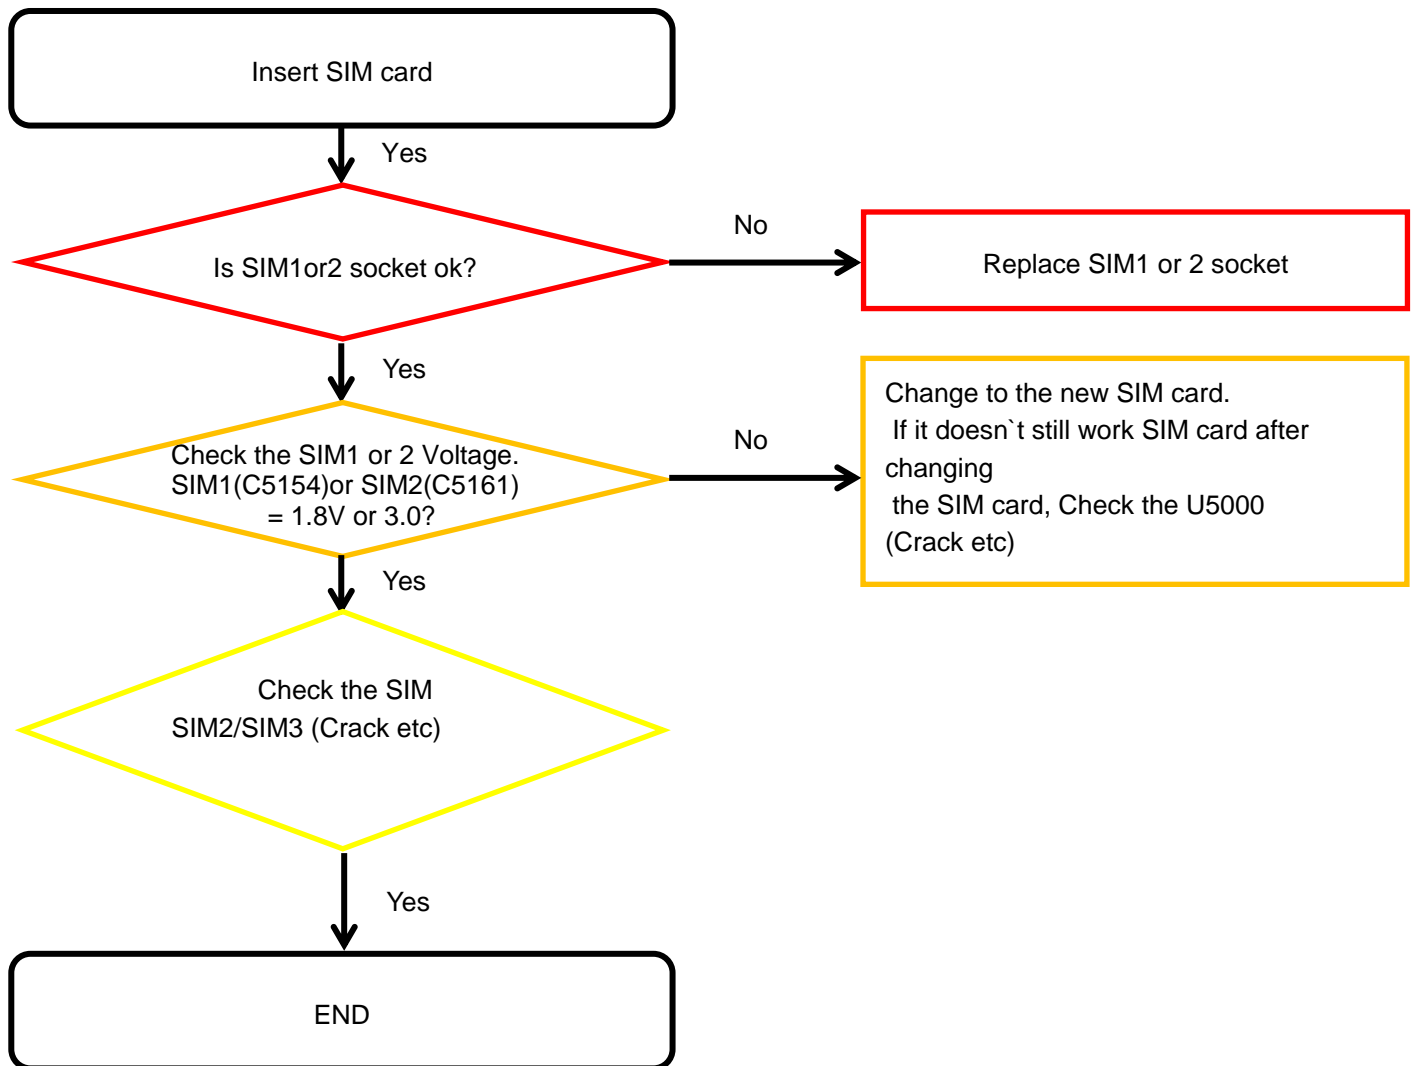 Insert SIM card
Yes
Is SIM1or2 socket ok?
No
Replace SIM1 or 2 socket
Yes
Check the SIM1 or 2 Voltage.
SIM1(C5154)or SIM2(C5161)
= 1.8V or 3.0?
No
Change to the new SIM card.
If it doesn`t still work SIM card after
changing
the SIM card, Check the U5000
(Crack etc)
Yes
Check the SIM
SIM2/SIM3 (Crack etc)
Yes
END